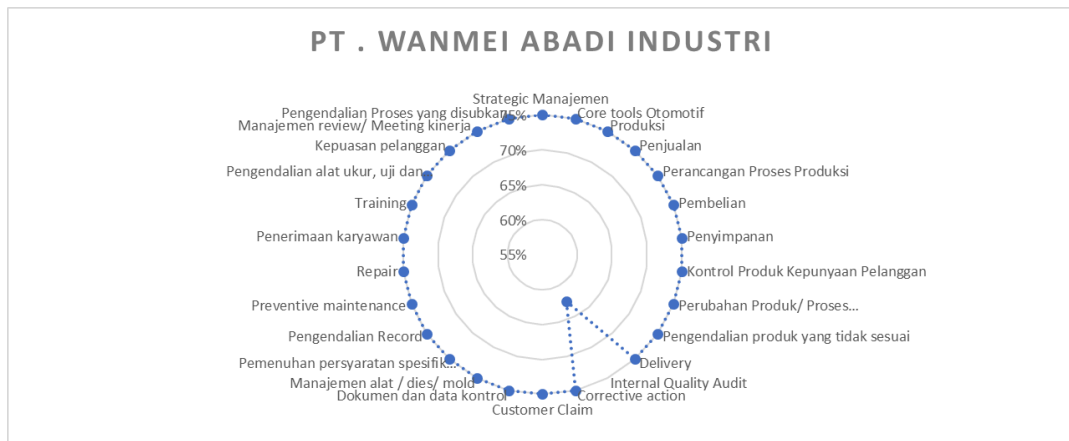 PT . WANMEI ABADI INDUSTRI
Strategic Manajemen
Core tools Otomotif
Produksi
Penjualan
Perancangan Proses Produksi
Pembelian
Penyimpanan
Kontrol Produk Kepunyaan Pelanggan
Perubahan Produk/ Proses...
Pengendalian produk yang tidak sesuai
Delivery
Internal Quality Audit
Corrective action
Customer Claim
Dokumen dan data kontrol
Manajemen alat / dies/ mold
Pemenuhan persyaratan spesifik...
Pengendalian Record
Preventive maintenance
Repair
Penerimaan karyawan
Training
Pengendalian alat ukur, uji dan...
Kepuasan pelanggan
Manajemen review/ Meeting kinerja
Pengendalian Proses yang disubkan
75%
70%
65%
60%
55%